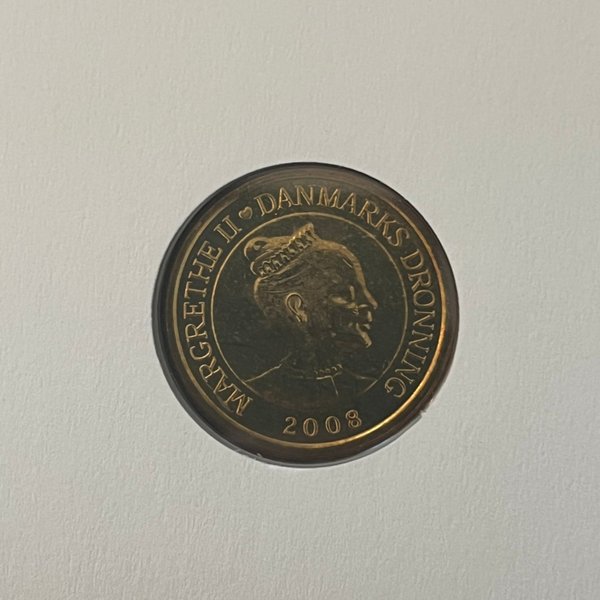 MARGRETHE II ♥ DANMARKS DRONNING
2008